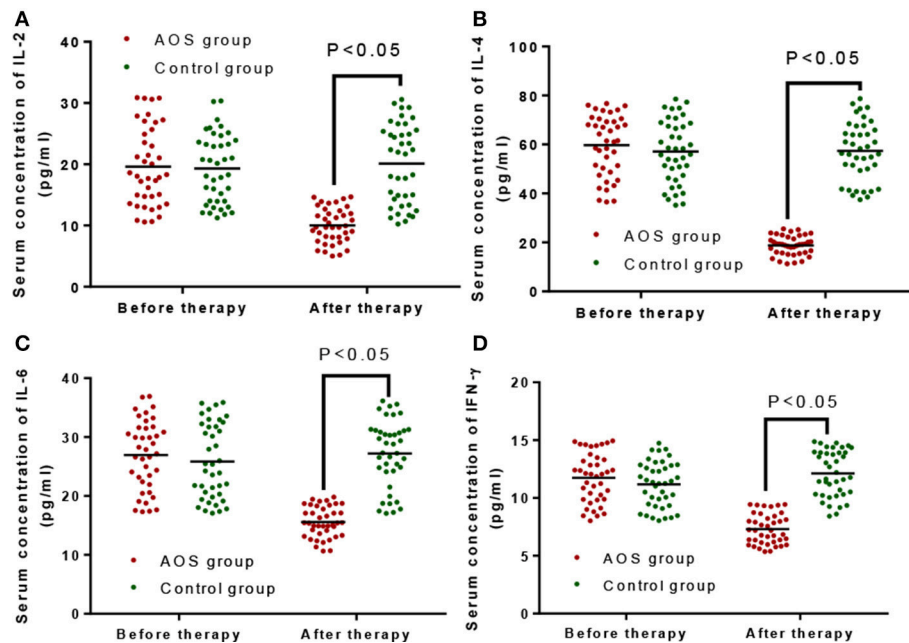 A
Serum concentration of IL-2
(pg/ml)
40
30
20
10
0
AOS group
Control group
P<0.05
Before therapy
After therapy
B
Serum concentration of IL-4
(pg/ml)
100
80
60
40
20
0
P<0.05
AOS group
Control group
Before therapy
After therapy
C
Serum concentration of IL-6
(pg/ml)
40
30
20
10
0
P<0.05
AOS group
Control group
Before therapy
After therapy
D
Serum concentration of IFN-γ
(pg/ml)
20
15
10
5
0
P<0.05
AOS group
Control group
Before therapy
After therapy